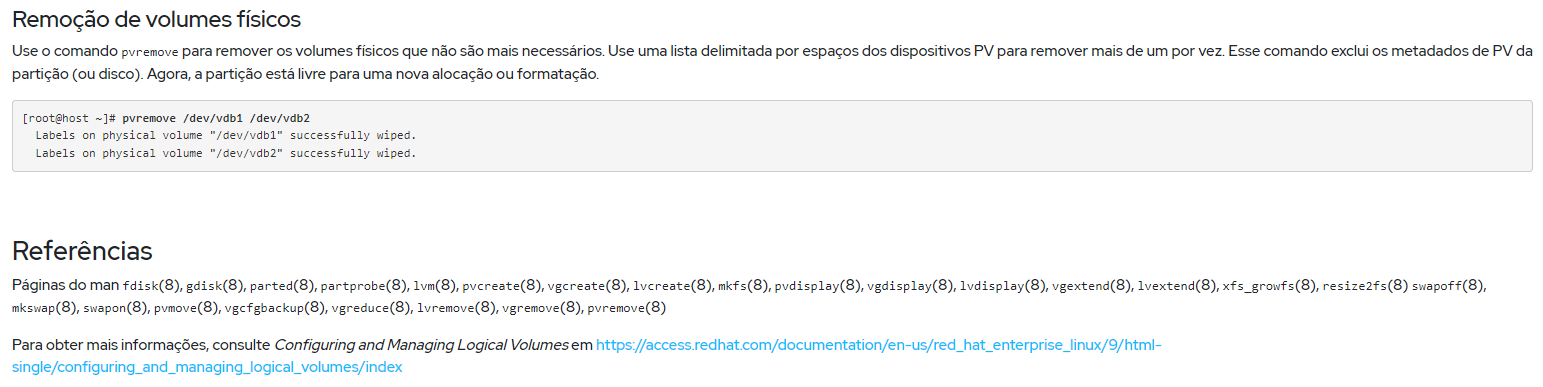 Remoção de volumes físicos
Use o comando pvremove para remover os volumes físicos que não são mais necessários. Use uma lista delimitada por espaços dos dispositivos PV para remover mais de um por vez. Esse comando exclui os metadados de PV da
partição (ou disco). Agora, a partição está livre para uma nova alocação ou formatação.
[root@host ~]# pvremove /dev/vdb1 /dev/vdb2
  Labels on physical volume "/dev/vdb1" successfully wiped.
  Labels on physical volume "/dev/vdb2" successfully wiped.
Referências
Páginas do man fdisk(8), gdisk(8), parted(8), partprobe(8), lvm(8), pvcreate(8), vgcreate(8), lvcreate(8), mkfs(8), pvdisplay(8), vgdisplay(8), lvdisplay(8), vgextend(8), lvextend(8), xfs_growfs(8), resize2fs(8) swapoff(8),
mkswap(8), swapon(8), pvmove(8), vgcfgbackup(8), vgreduce(8), lvremove(8), vgremove(8), pvremove(8)
Para obter mais informações, consulte Configuring and Managing Logical Volumes em https://access.redhat.com/documentation/en-us/red_hat_enterprise_linux/9/html-
single/configuring_and_managing_logical_volumes/index